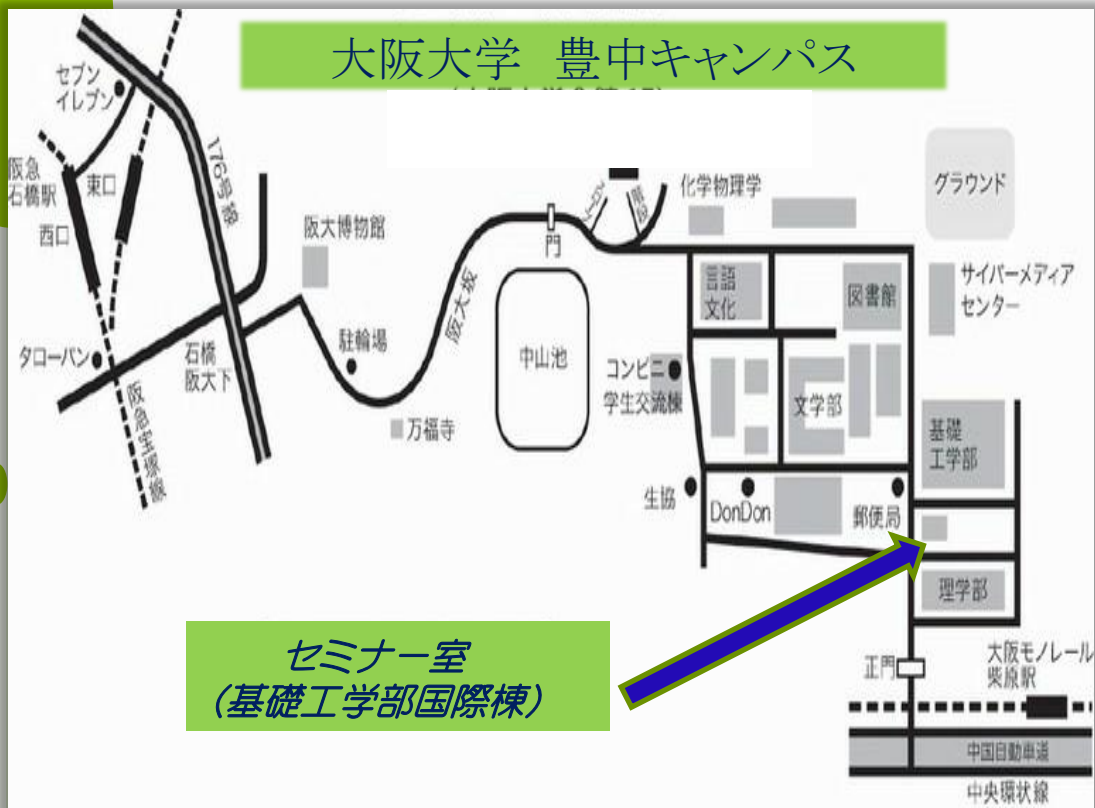 大阪大学 豊中キャンパス
セブン
イレブン
阪急
石橋駅
東口
西口
176号線
阪大博物館
門
化学物理学
グラウンド
言語
文化
図書館
サイバーメディア
センター
阪大坂
タローパン
石橋
阪大下
駐輪場
中山池
コンビニ
学生交流棟
文学部
万福寺
基礎
工学部
阪急宝塚線
生協
DonDon
郵便局
理学部
セミナー室
(基礎工学部国際棟)
正門
大阪モノレール
柴原駅
中国自動車道
中央環状線